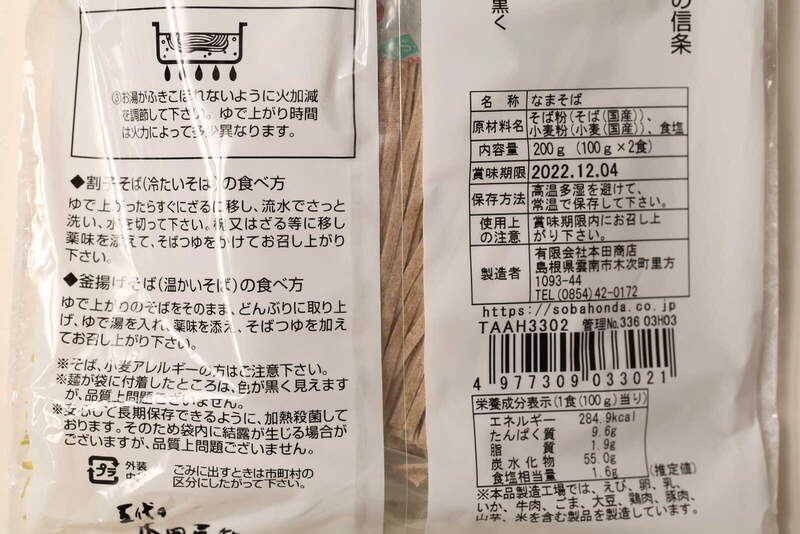 ③お湯がふきこぼれないように火加減
を調節して下さい。ゆで上がり時間
は火力によって多少異なります。
◆割子そば(冷たいそば)の食べ方
ゆで上がったらすぐにざるに移し、流水でさっと
洗い、水を切って下さい。椀又はざる等に移し
薬味を添えて、そばつゆをかけてお召し上がり
下さい。
◆釜揚げそば(温かいそば)の食べ方
ゆで上がりのそばをそのまま、どんぶりに取り上
げ、ゆで湯を入れ、薬味を添え、そばつゆを加え
てお召し上がり下さい。
※そば、小麦アレルギーの方はご注意下さい。
※麺が袋に付着したところは、色が黒く見えます
が、品質上問題ございません。
※安心して長期保存できるように、加熱殺菌して
おります。そのため袋内に結露が生じる場合が
ございますが、品質上問題ございません。
プラ
外装
ごみに出すときは市町村の
区分にしたがって下さい。
の信条
黒く
名称 なまそば
原材料名 そば粉(そば(国産))、
小麦粉(小麦(国産))、食塩
内容量 200g (100g×2食)
賞味期限 2022.12.04
保存方法 高温多湿を避けて、
常温で保存して下さい。
使用上の注意 賞味期限内にお召し上
がり下さい。
製造者 有限会社本田商店
島根県雲南市木次町里方
1093-44
TEL(0854)42-0172
https://sobahonda.co.jp
TAAH3302 管理No.336 03H03
4 977309 033021
栄養成分表示(1食(100g)当り)
エネルギー 284.9kcal
たんぱく質 9.6g
脂質 1.9g
炭水化物 55.0g
食塩相当量 1.6g (推定値)
※本品製造工場では、えび、卵、乳、
いか、牛肉、ごま、大豆、鶏肉、豚肉、
山芋、米を含む製品を製造しています。